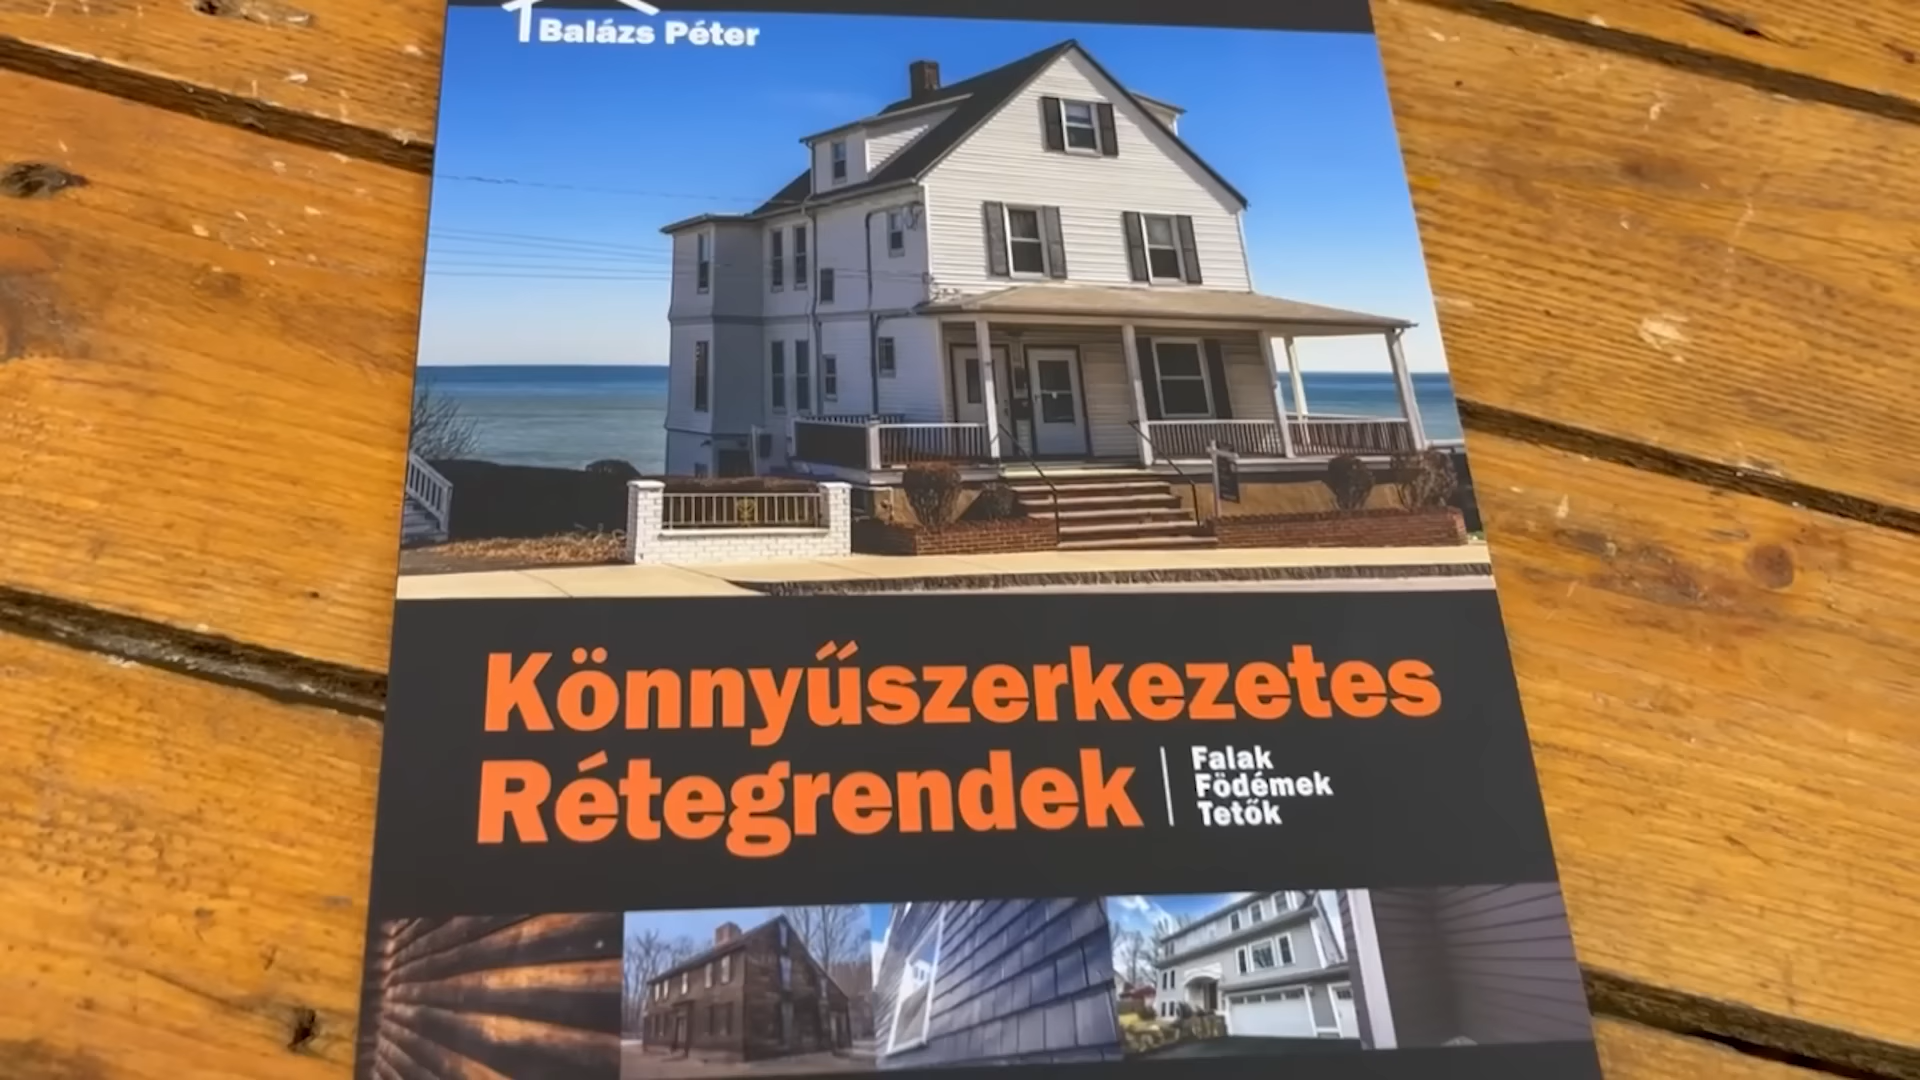 Balázs Péter
Könnyűszerkezetes
Rétegrendek
Falak
Födémek
Tetők